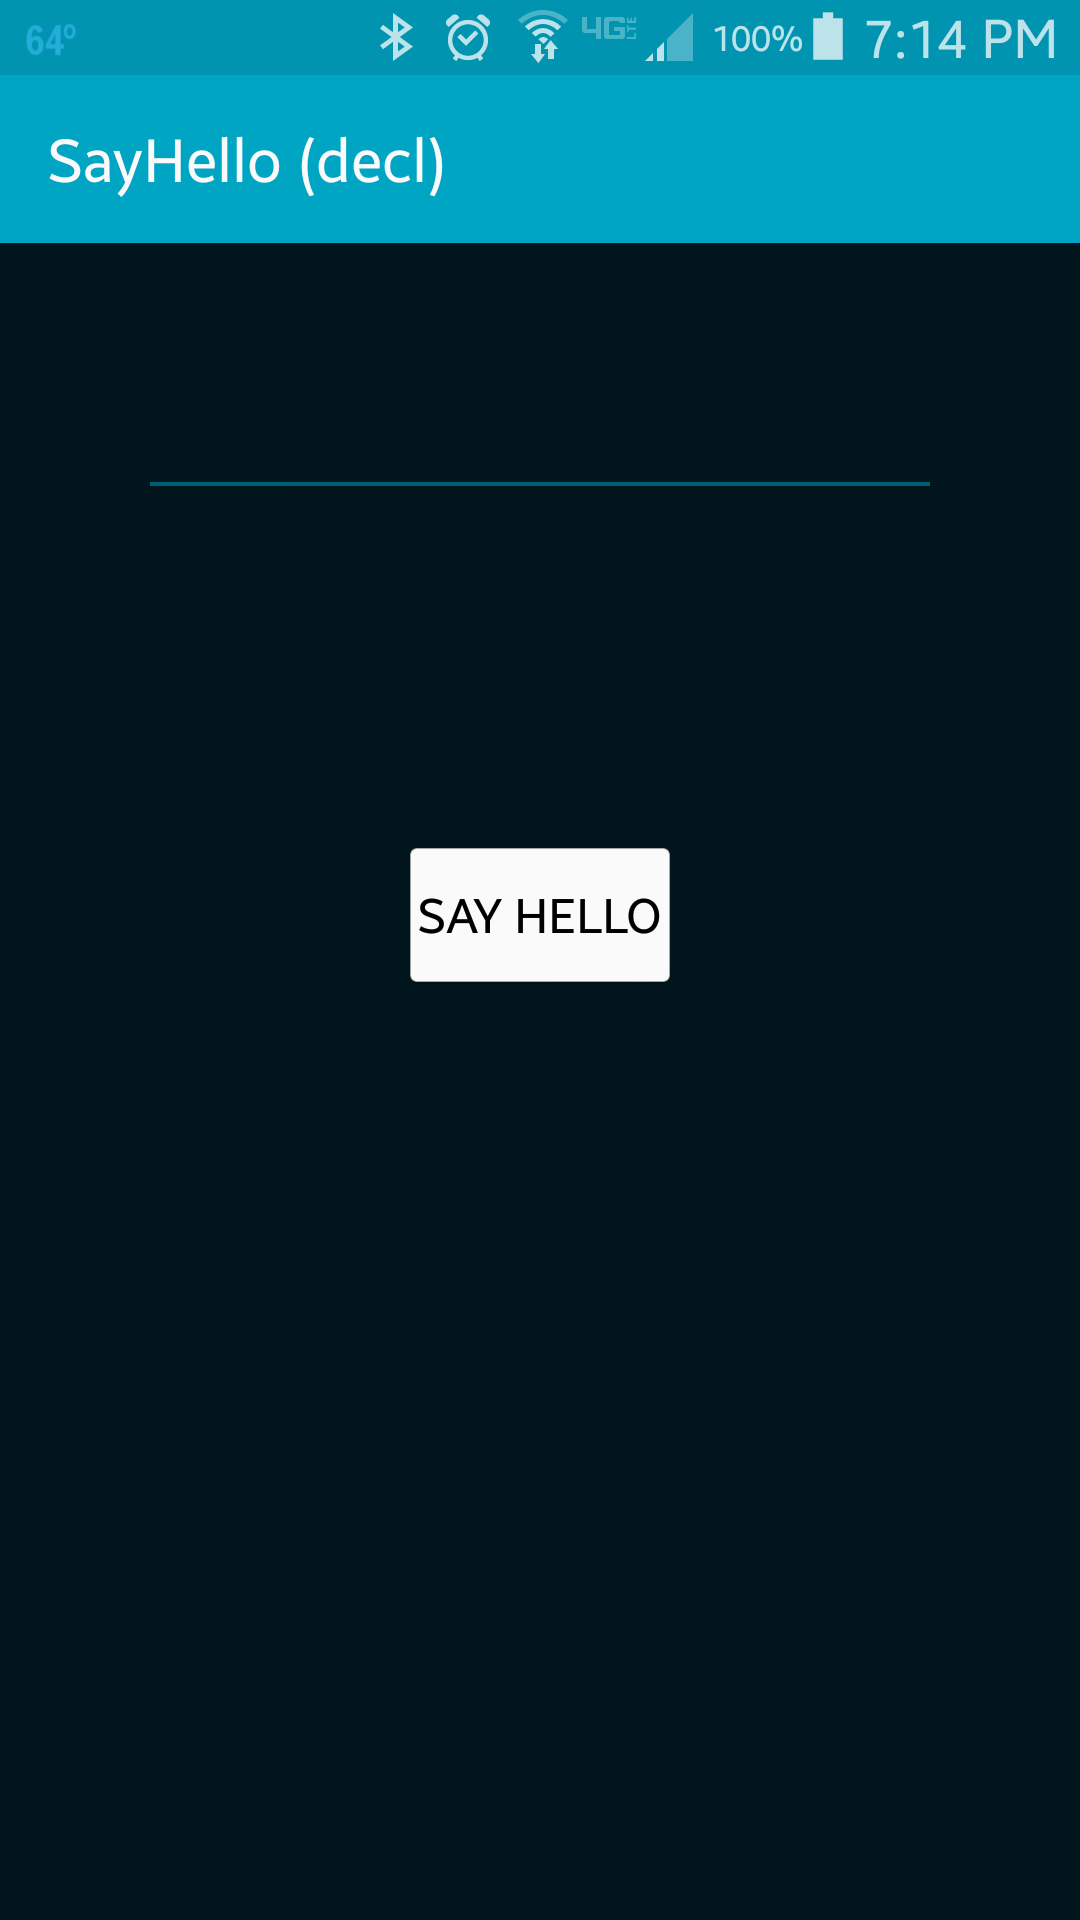 64° 4G LTE 100% 7:14 PM
SayHello (decl)
SAY HELLO